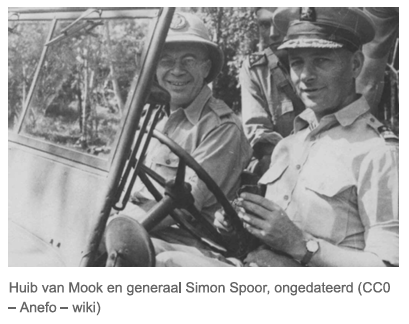 Huib van Mook en generaal Simon Spoor, ongedateerd (CC0
– Anefo – wiki)